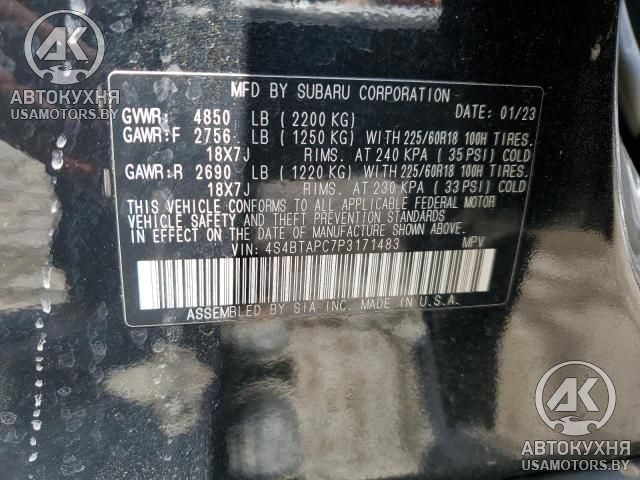 AK
АВТОКУХНЯ
USAMOTORS.BY
MFD BY SUBARU CORPORATION
GVWR: 4850 LB ( 2200 KG) DATE: 01/23
GAWR:F 2756 LB ( 1250 KG) WITH 225/60R18 100H TIRES.
18X7J RIMS. AT 240 KPA ( 35 PSI) COLD
GAWR:R 2690 LB ( 1220 KG) WITH 225/60R18 100H TIRES.
18X7J RIMS. AT 230 KPA ( 33 PSI) COLD
THIS VEHICLE CONFORMS TO ALL APPLICABLE FEDERAL MOTOR
VEHICLE SAFETY AND THEFT PREVENTION STANDARDS
IN EFFECT ON THE DATE OF MANUFACTURE SHOWN ABOVE.
VIN: 4S4BTAPC7P3171483 MPV
ASSEMBLED BY SIA INC. MADE IN U.S.A.
AK
АВТОКУХНЯ
USAMOTORS.BY